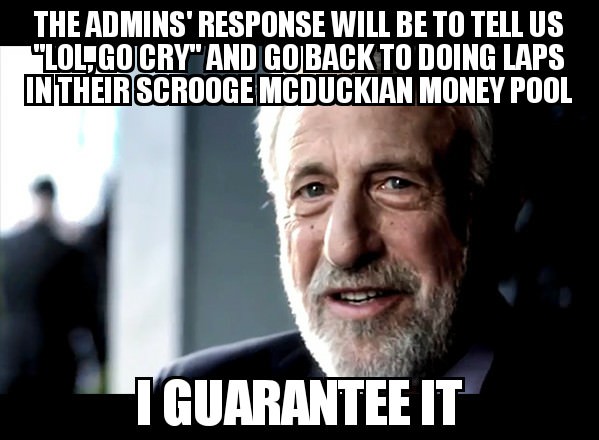 THE ADMINS' RESPONSE WILL BE TO TELL US
"LOL, GO CRY" AND GO BACK TO DOING LAPS
IN THEIR SCROOGE MCDUCKIAN MONEY POOL
I GUARANTEE IT